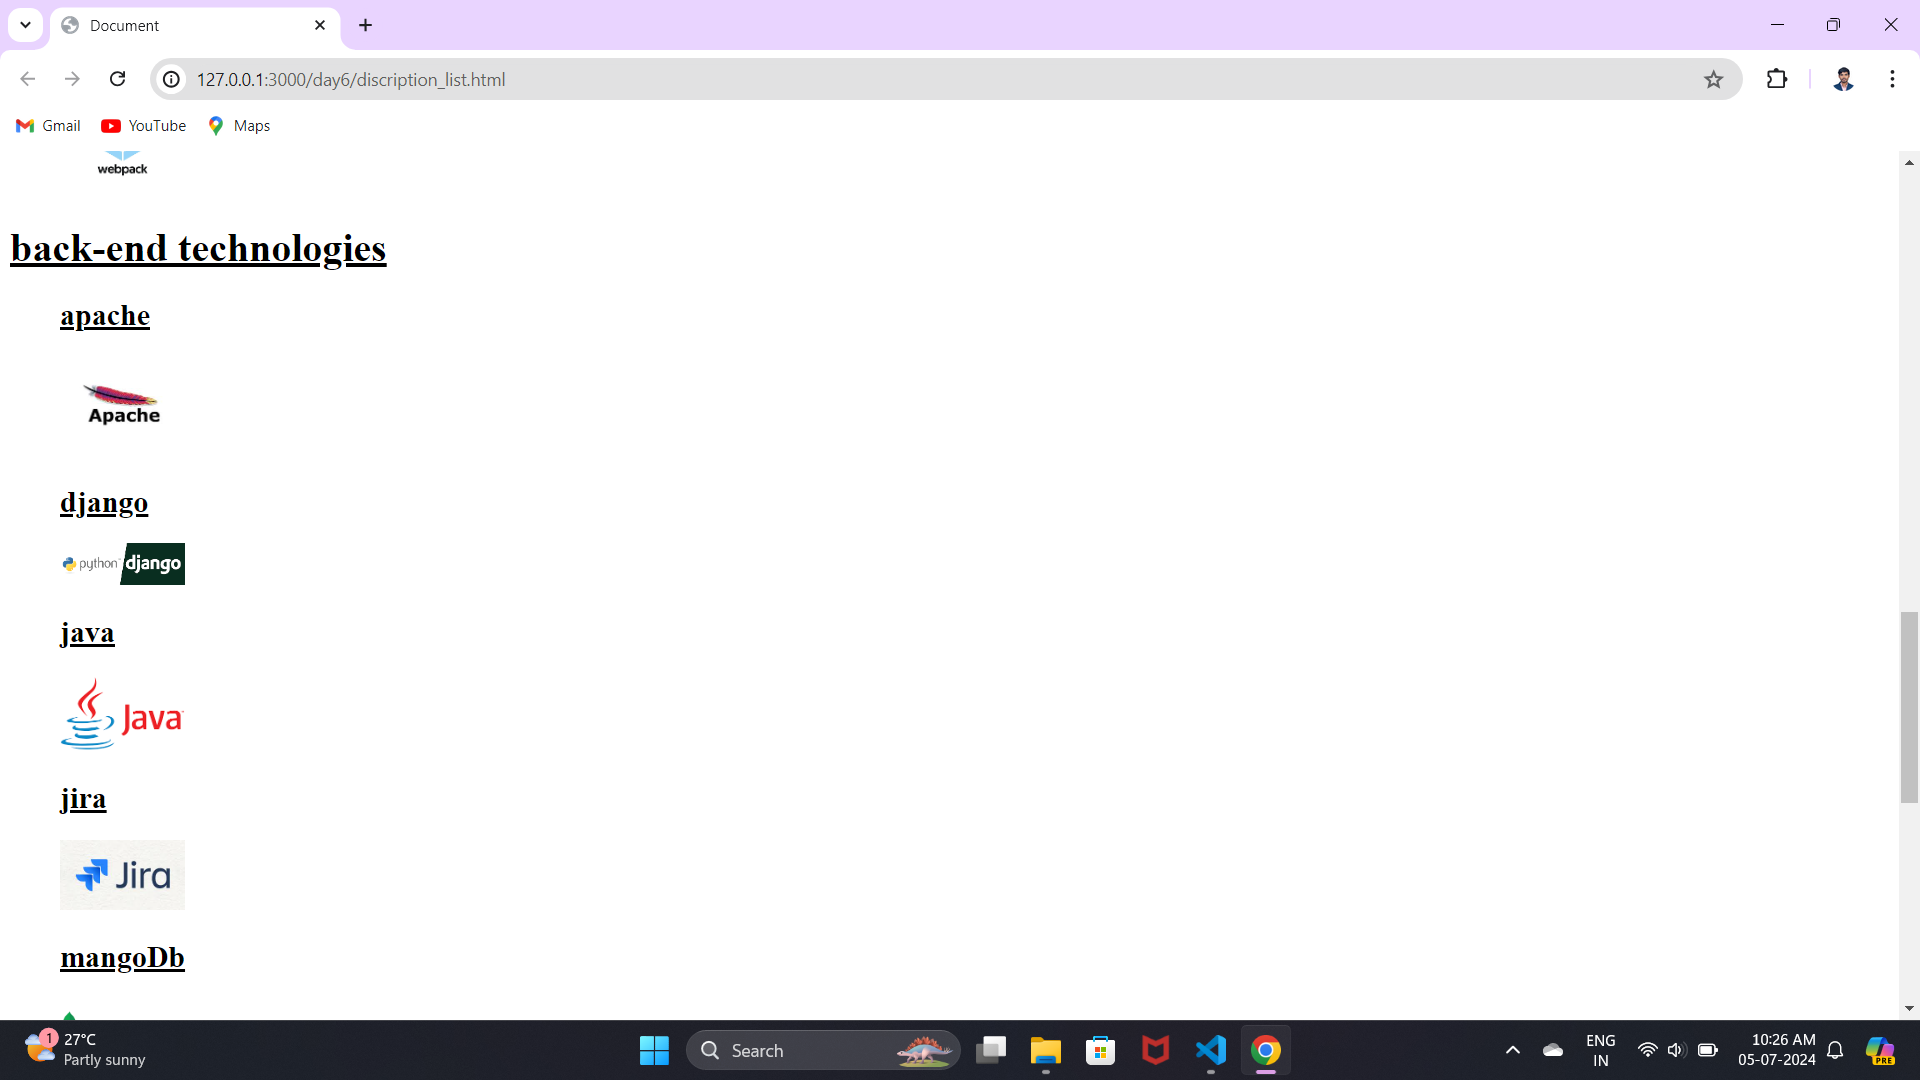 Document
127.0.0.1:3000/day6/discription_list.html
Gmail YouTube Maps
webpack
back-end technologies
apache
Apache
django
python django
java
Java
jira
Jira
mangoDb
1 27°C
Partly sunny
Search
ENG
IN
10:26 AM
05-07-2024
PRE